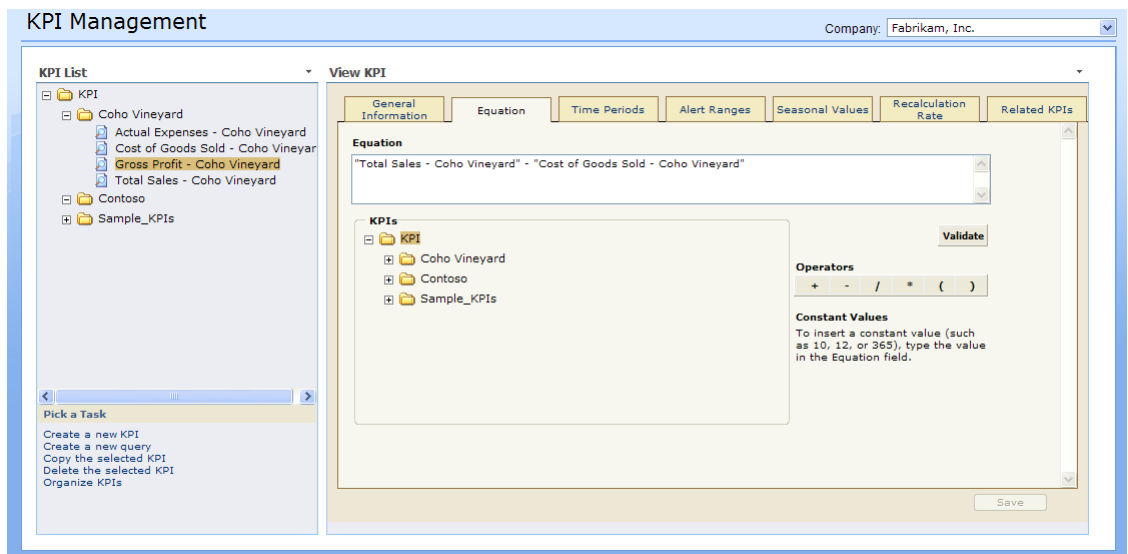 KPI Management
Company: Fabrikam, Inc.
KPI List
KPI
Coho Vineyard
Actual Expenses - Coho Vineyard
Cost of Goods Sold - Coho Vineyar
Gross Profit - Coho Vineyard
Total Sales - Coho Vineyard
Contoso
Sample_KPIs
Pick a Task
Create a new KPI
Create a new query
Copy the selected KPI
Delete the selected KPI
Organize KPIs
View KPI
General
Information
Equation
Time Periods
Alert Ranges
Seasonal Values
Recalculation
Rate
Related KPIs
Equation
"Total Sales - Coho Vineyard" - "Cost of Goods Sold - Coho Vineyard"
KPIs
KPI
Coho Vineyard
Contoso
Sample_KPIs
Validate
Operators
+ - / * ( )
Constant Values
To insert a constant value (such
as 10, 12, or 365), type the value
in the Equation field.
Save